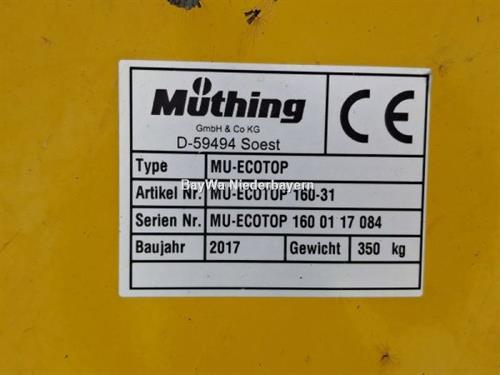 Müthing
GmbH & Co KG
D-59494 Soest
CE
Type MU-ECOTOP
Artikel Nr. MU-ECOTOP 160-31
BayWa Niederbayern
Serien Nr. MU-ECOTOP 160 01 17 084
Baujahr 2017 Gewicht 350 kg